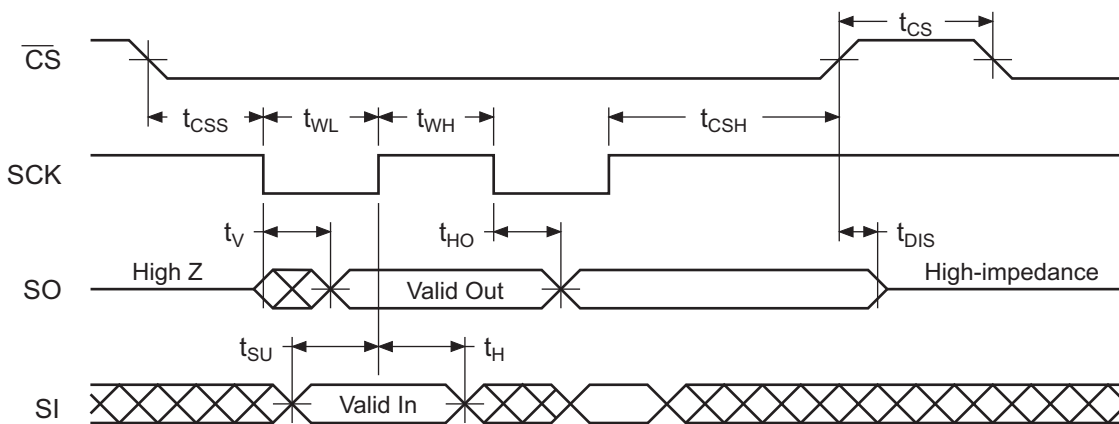 t_CS
C̅S̅
t_CSS t_WL t_WH t_CSH
SCK
t_V t_HO t_DIS
High Z High-impedance
SO Valid Out
t_SU t_H
SI Valid In